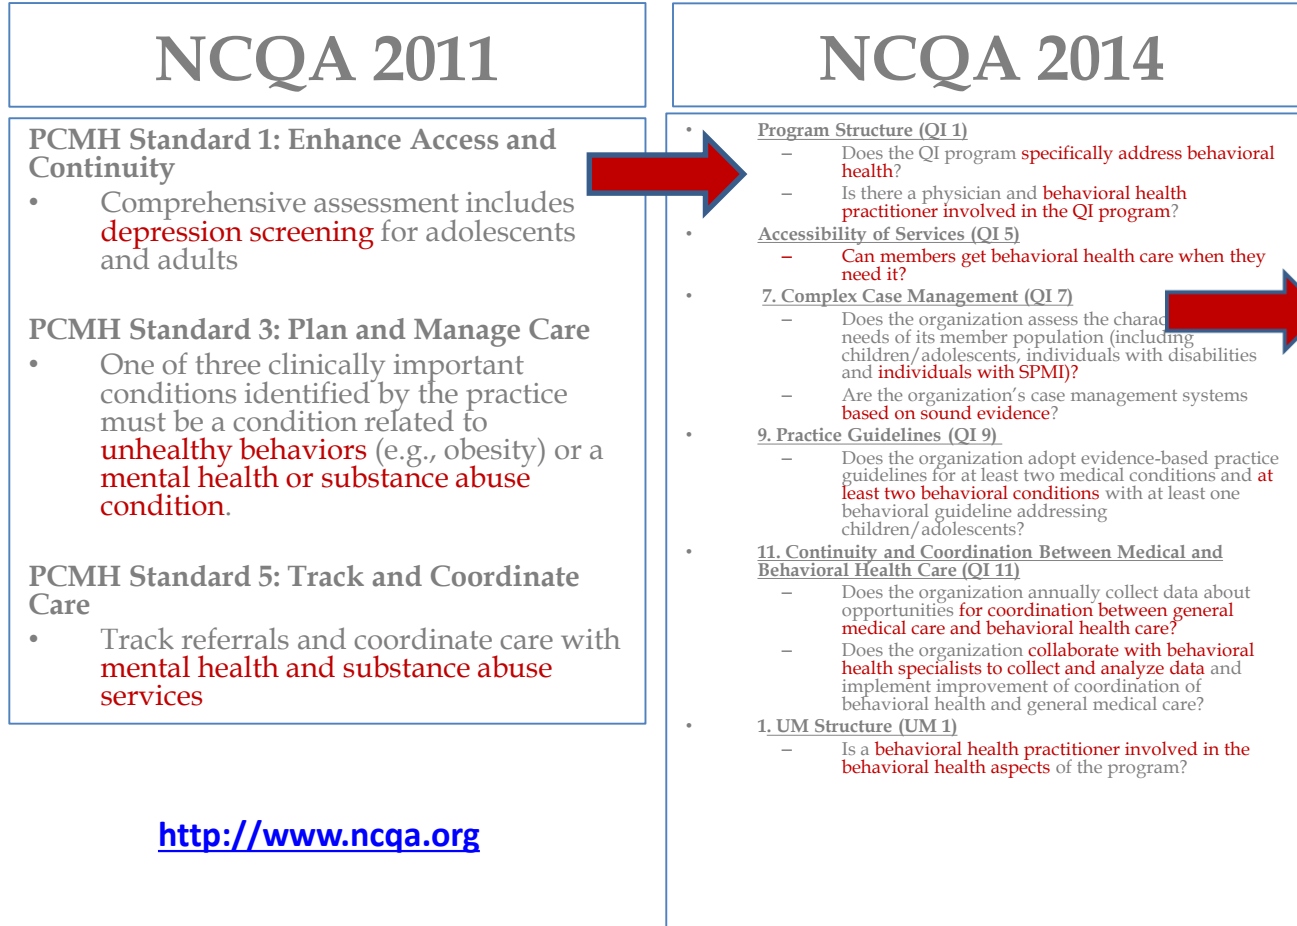 NCQA 2011
PCMH Standard 1: Enhance Access and
Continuity
• Comprehensive assessment includes
depression screening for adolescents
and adults
PCMH Standard 3: Plan and Manage Care
• One of three clinically important
conditions identified by the practice
must be a condition related to
unhealthy behaviors (e.g., obesity) or a
mental health or substance abuse
condition.
PCMH Standard 5: Track and Coordinate
Care
• Track referrals and coordinate care with
mental health and substance abuse
services
http://www.ncqa.org
NCQA 2014
• Program Structure (QI 1)
– Does the QI program specifically address behavioral
health?
– Is there a physician and behavioral health
practitioner involved in the QI program?
• Accessibility of Services (QI 5)
– Can members get behavioral health care when they
need it?
• 7. Complex Case Management (QI 7)
– Does the organization assess the
needs of its member population (including
children/adolescents, individuals with disabilities
and individuals with SPMI)?
– Are the organization's case management systems
based on sound evidence?
• 9. Practice Guidelines (QI 9)
– Does the organization adopt evidence-based practice
guidelines for at least two medical conditions and at
least two behavioral conditions with at least one
behavioral guideline addressing
children/adolescents?
• 11. Continuity and Coordination Between Medical and
Behavioral Health Care (QI 11)
– Does the organization annually collect data about
opportunities for coordination between general
medical care and behavioral health care?
– Does the organization collaborate with behavioral
health specialists to collect and analyze data and
implement improvement of coordination of
behavioral health and general medical care?
• 1. UM Structure (UM 1)
– Is a behavioral health practitioner involved in the
behavioral health aspects of the program?